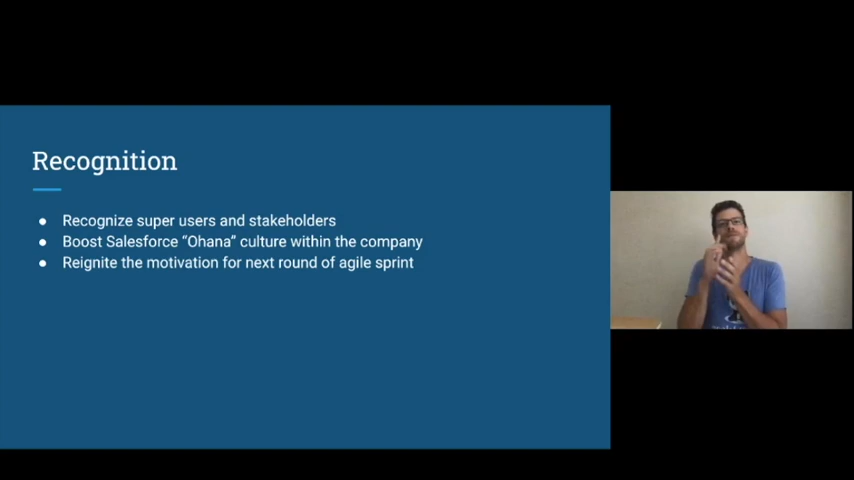 Recognition
● Recognize super users and stakeholders
● Boost Salesforce “Ohana” culture within the company
● Reignite the motivation for next round of agile sprint